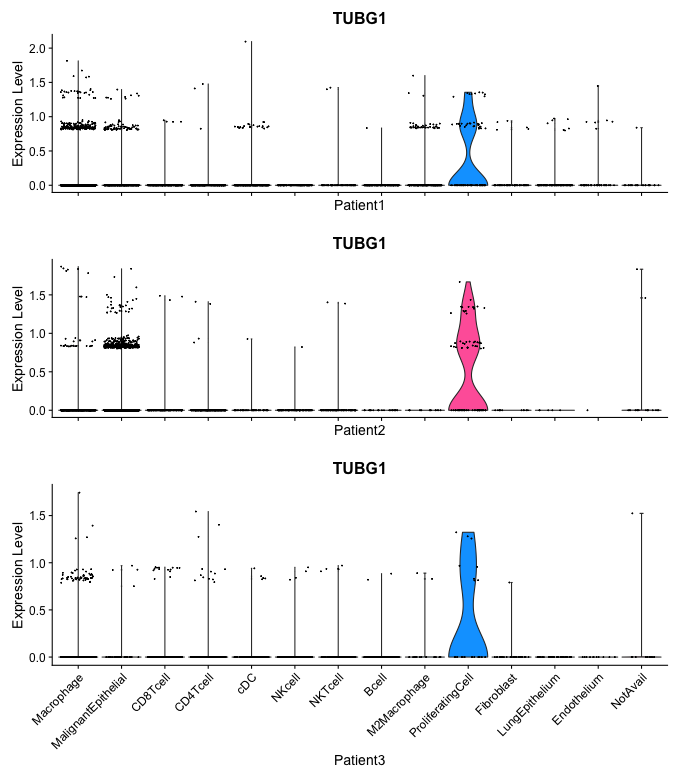 TUBG1
Expression Level
2.0
1.5
1.0
0.5
0.0
Patient1
TUBG1
Expression Level
1.5
1.0
0.5
0.0
Patient2
TUBG1
Expression Level
1.5
1.0
0.5
0.0
Macrophage
MalignantEpithelial
CD8Tcell
CD4Tcell
cDC
NKcell
NKTcell
Bcell
M2Macrophage
ProliferatingCell
Fibroblast
LungEpithelium
Endothelium
NotAvail
Patient3